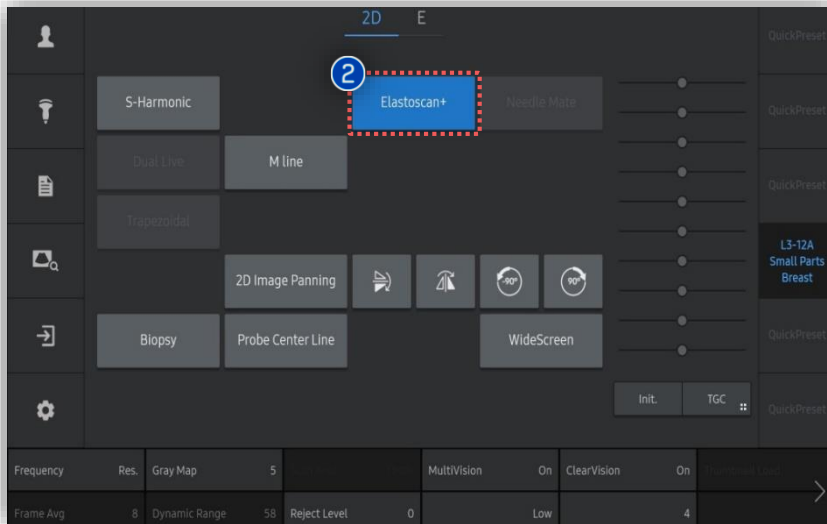 2D E
QuickPreset
2
S-Harmonic Elastoscan+ Needle Mate
QuickPreset
Dual Live M line
QuickPreset
Trapezoidal
L3-12A
Small Parts
Breast
2D Image Panning -90° 90°
Biopsy Probe Center Line WideScreen
QuickPreset
Init. TGC
QuickPreset
Frequency Res. Gray Map 5 MultiVision On ClearVision On
Frame Avg 8 Dynamic Range 58 Reject Level 0 Low 4